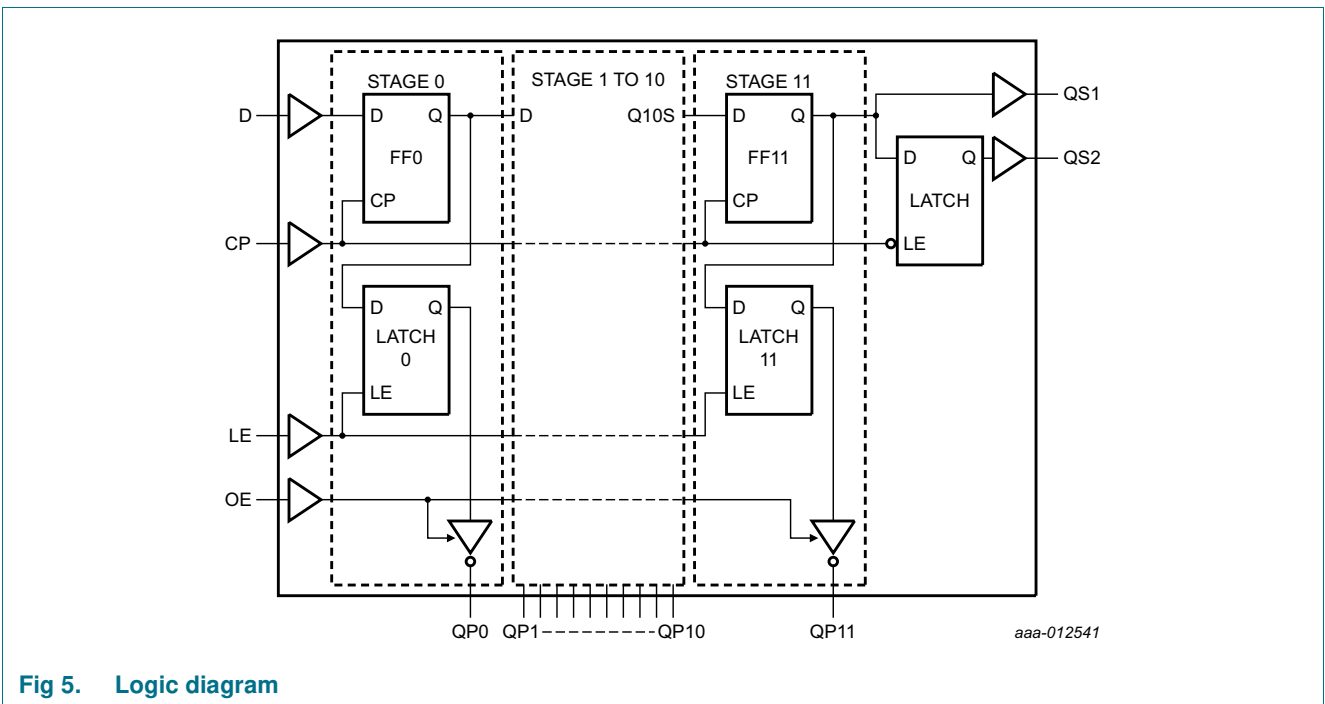 STAGE 0
STAGE 1 TO 10
STAGE 11
QS1
D
D Q
D
Q10S
D Q
FF0
FF11
D Q
QS2
CP
CP
LATCH
CP
LE
D Q
D Q
LATCH
0
LATCH
11
LE
LE
LE
OE
QP0
QP1
QP10
QP11
aaa-012541
Fig 5. Logic diagram